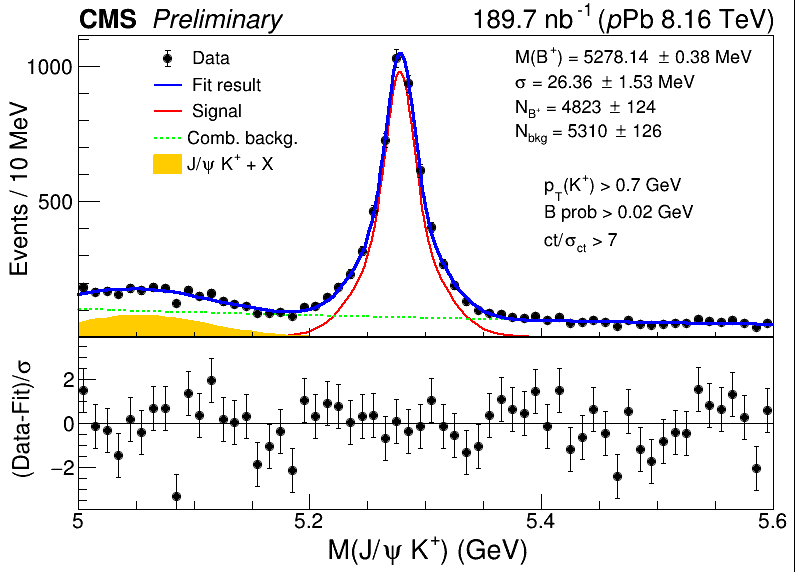 CMS Preliminary 189.7 nb⁻¹ (pPb 8.16 TeV)
Events / 10 MeV
1000
500
Data
Fit result
Signal
Comb. backg.
J/ψ K⁺ + X
M(B⁺) = 5278.14 ± 0.38 MeV
σ = 26.36 ± 1.53 MeV
N_B⁺ = 4823 ± 124
N_bkg = 5310 ± 126
p_T(K⁺) > 0.7 GeV
B prob > 0.02 GeV
ct/σ_ct > 7
(Data-Fit)/σ
2
0
−2
5 5.2 5.4 5.6
M(J/ψ K⁺) (GeV)